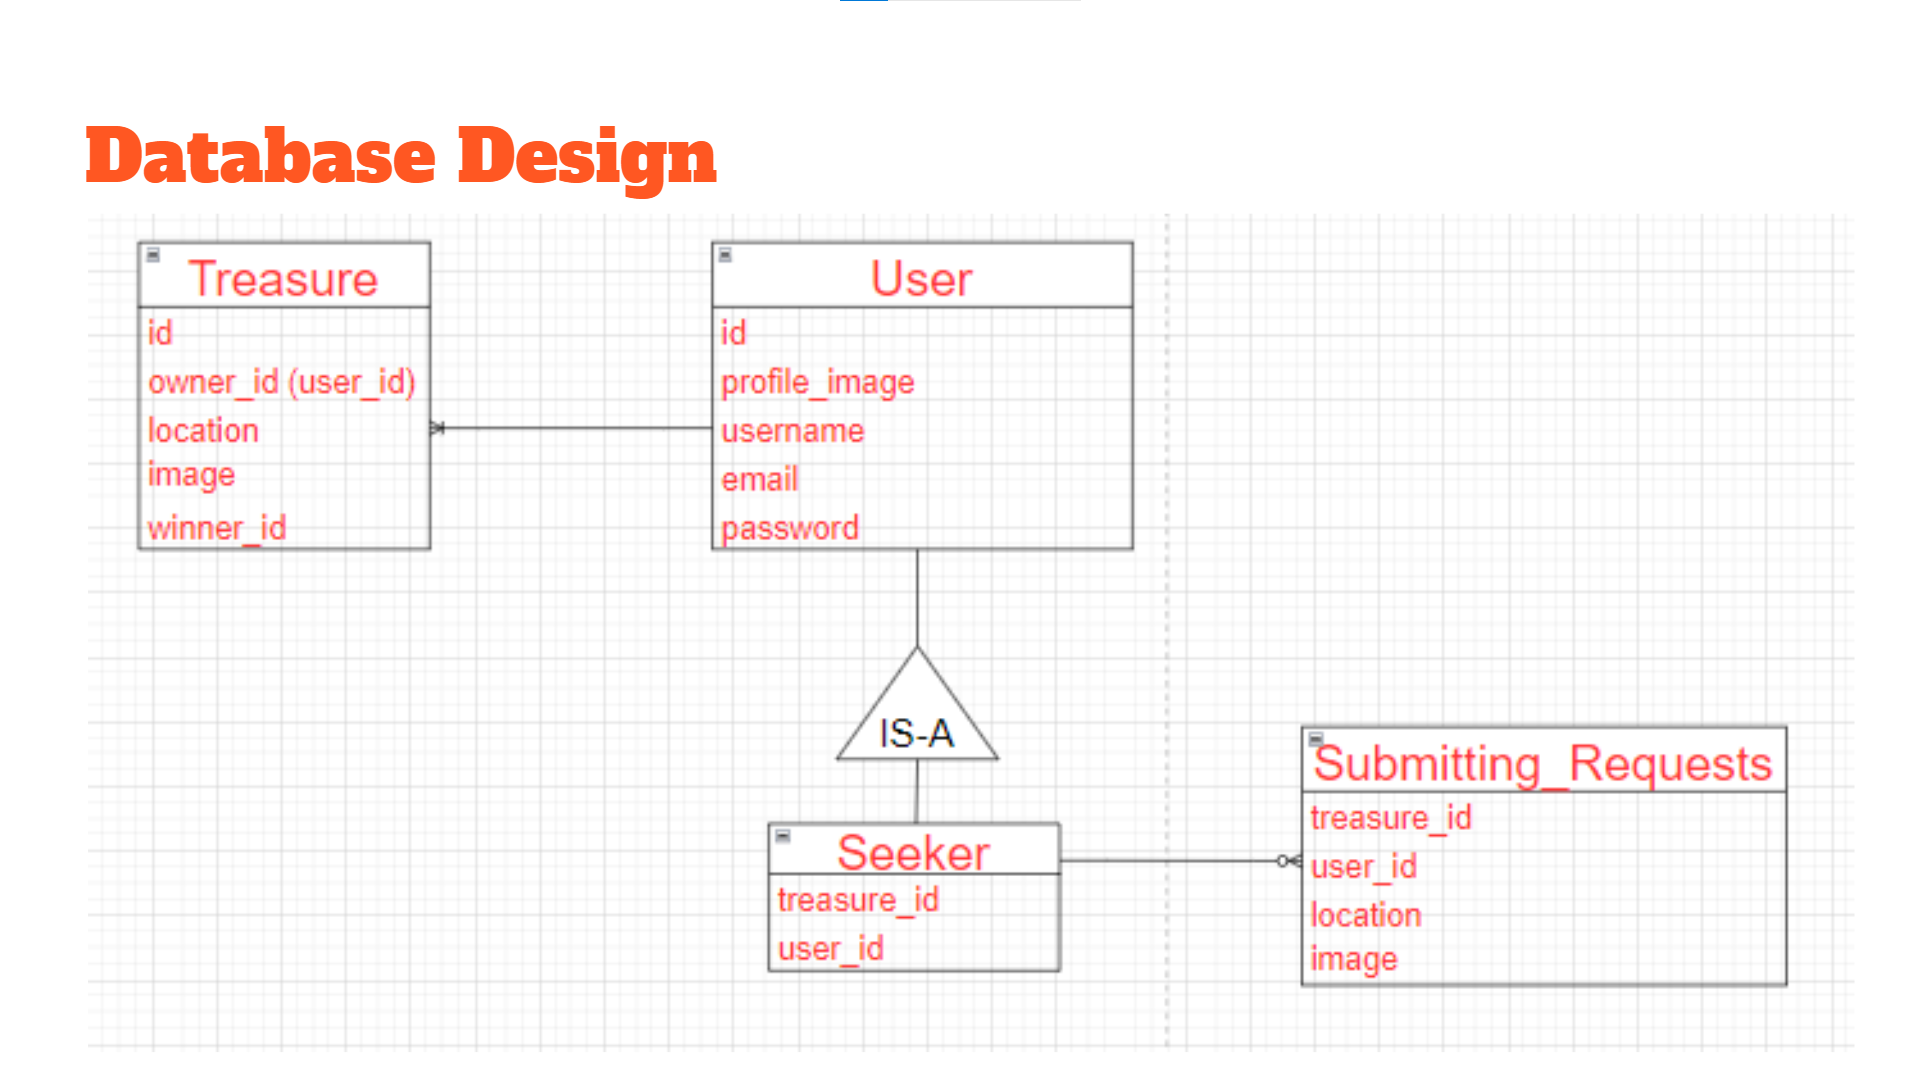 Database Design
Treasure
id
owner_id (user_id)
location
image
winner_id
User
id
profile_image
username
email
password
IS-A
Seeker
treasure_id
user_id
Submitting_Requests
treasure_id
user_id
location
image